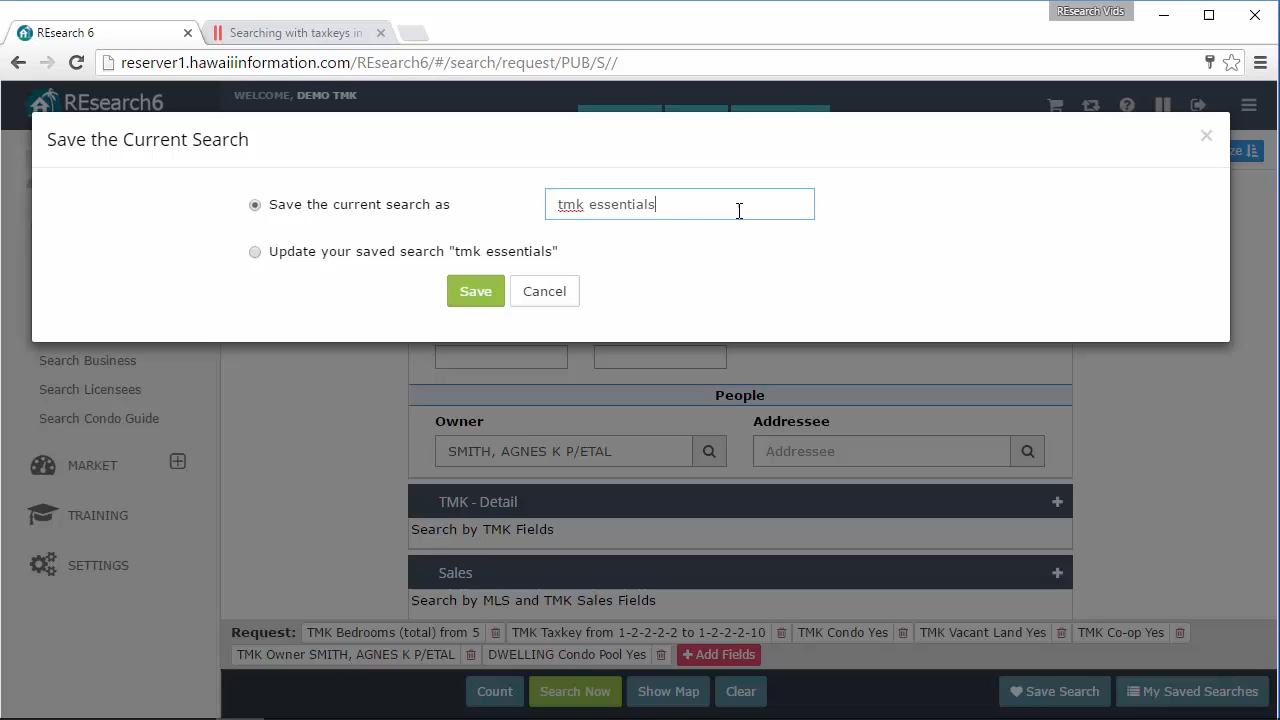 REsearch Vids
REsearch 6
Searching with taxkeys in
reserver1.hawaiiinformation.com/REsearch6/#/search/request/PUB/S//
REsearch6
WELCOME, DEMO TMK
Save the Current Search
ze
Save the current search as
tmk essentials
Update your saved search "tmk essentials"
Save
Cancel
Search Business
Search Licensees
Search Condo Guide
MARKET
TRAINING
SETTINGS
People
Owner
Addressee
SMITH, AGNES K P/ETAL
Addressee
TMK - Detail
Search by TMK Fields
Sales
Search by MLS and TMK Sales Fields
Request: TMK Bedrooms (total) from 5 TMK Taxkey from 1-2-2-2-2 to 1-2-2-2-10 TMK Condo Yes TMK Vacant Land Yes TMK Co-op Yes
TMK Owner SMITH, AGNES K P/ETAL DWELLING Condo Pool Yes + Add Fields
Count Search Now Show Map Clear Save Search My Saved Searches